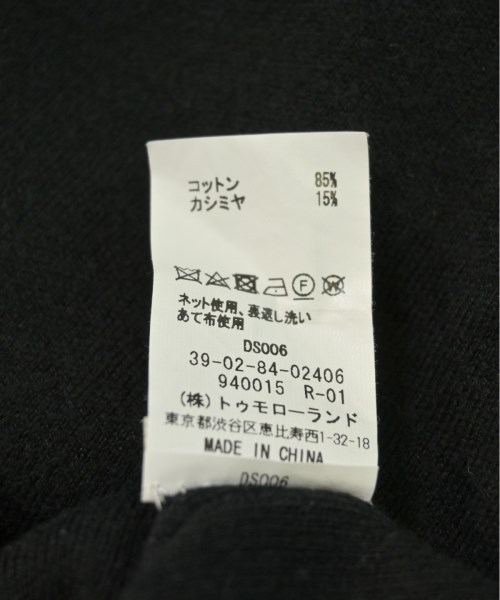 コットン 85%
カシミヤ 15%
F W
ネット使用、裏返し洗い
あて布使用
DS006
39-02-84-02406
940015 R-01
(株)トゥモローランド
東京都渋谷区恵比寿西1-32-18
MADE IN CHINA
DS006